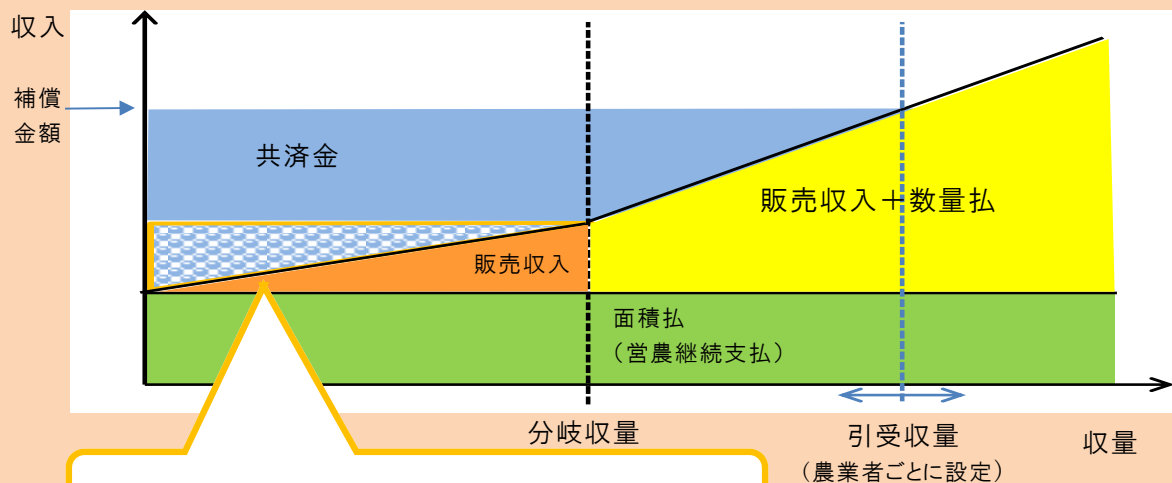 収入
補償
金額
共済金
販売収入＋数量払
販売収入
面積払
（営農継続支払）
分岐収量
引受収量
（農業者ごとに設定）
収量